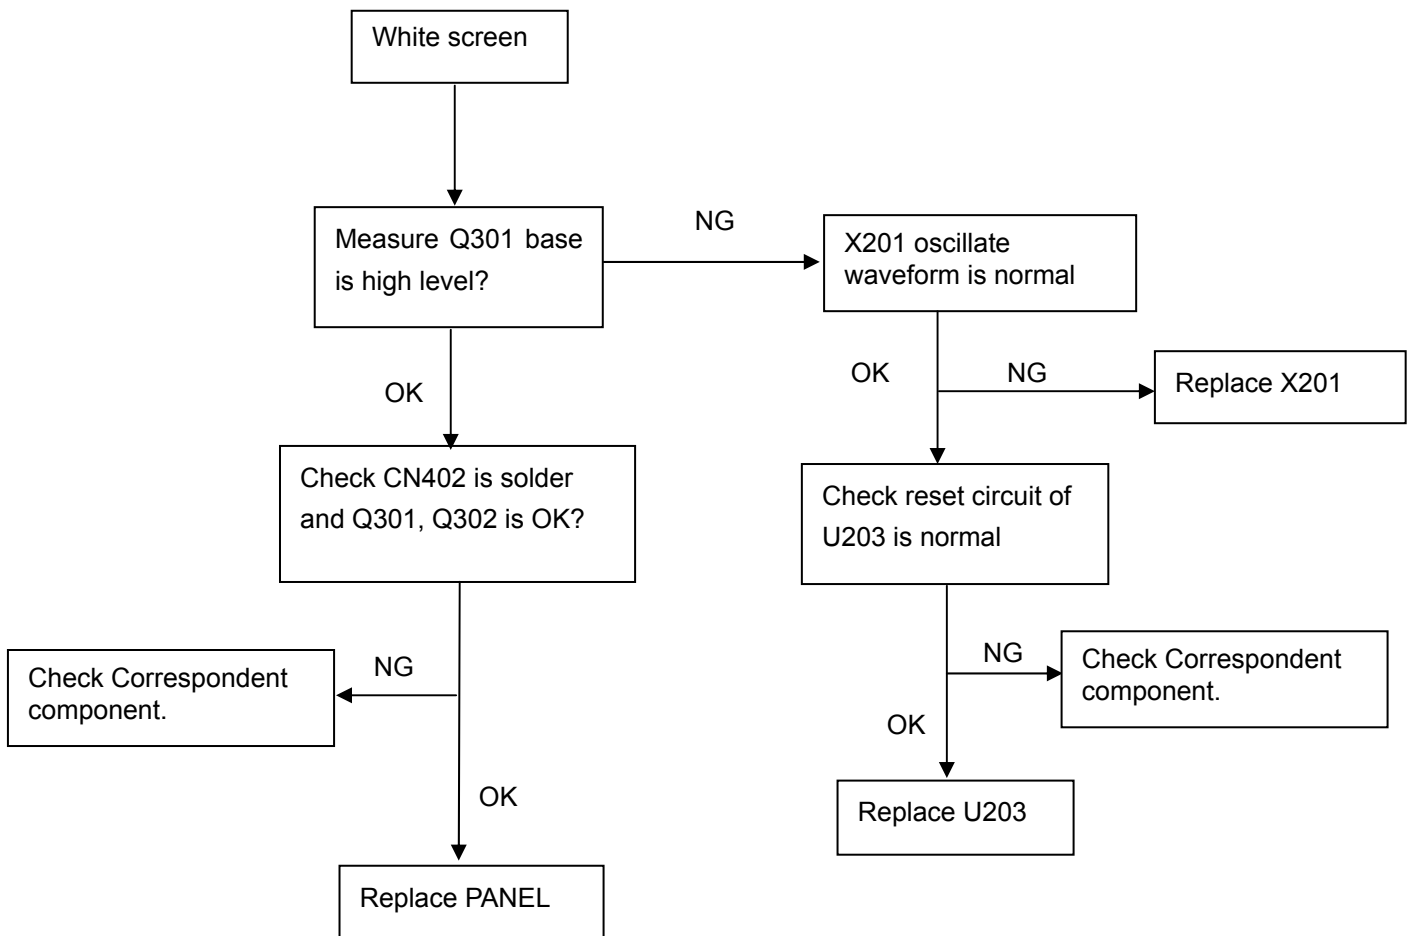 White screen
Measure Q301 base
is high level?
NG
X201 oscillate
waveform is normal
OK
OK
NG
Replace X201
Check CN402 is solder
and Q301, Q302 is OK?
Check reset circuit of
U203 is normal
Check Correspondent
component.
NG
NG
Check Correspondent
component.
OK
OK
Replace U203
Replace PANEL